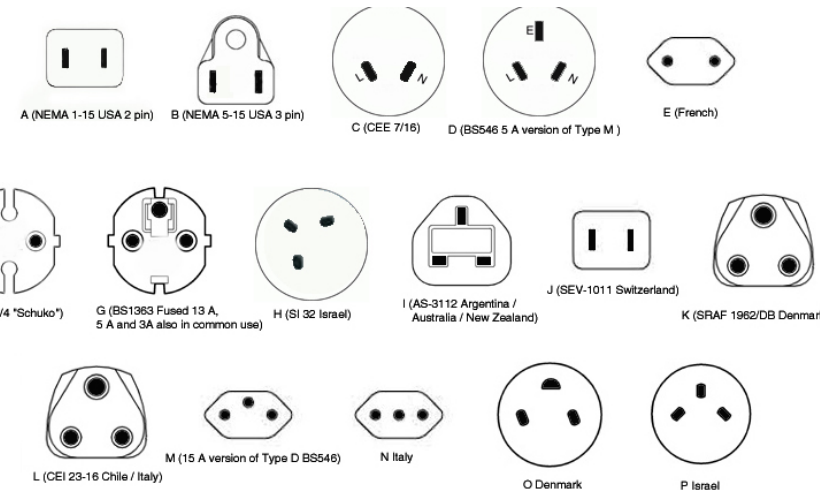 E
L
N
L
N
A (NEMA 1-15 USA 2 pin)
B (NEMA 5-15 USA 3 pin)
C (CEE 7/16)
D (BS546 5 A version of Type M )
E (French)
/4 "Schuko")
G (BS1363 Fused 13 A,
5 A and 3A also in common use)
H (SI 32 Israel)
I (AS-3112 Argentina /
Australia / New Zealand)
J (SEV-1011 Switzerland)
K (SRAF 1962/DB Denmar
L (CEI 23-16 Chile / Italy)
M (15 A version of Type D BS546)
N Italy
O Denmark
P Israel